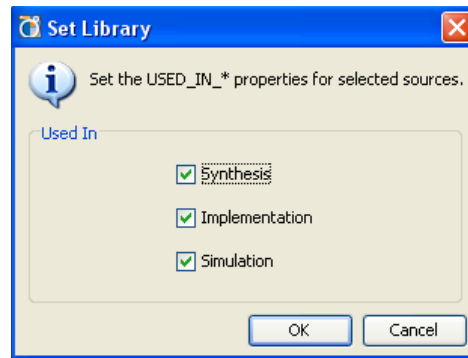 Set Library
Set the USED_IN_* properties for selected sources.
Used In
Synthesis
Implementation
Simulation
OK Cancel